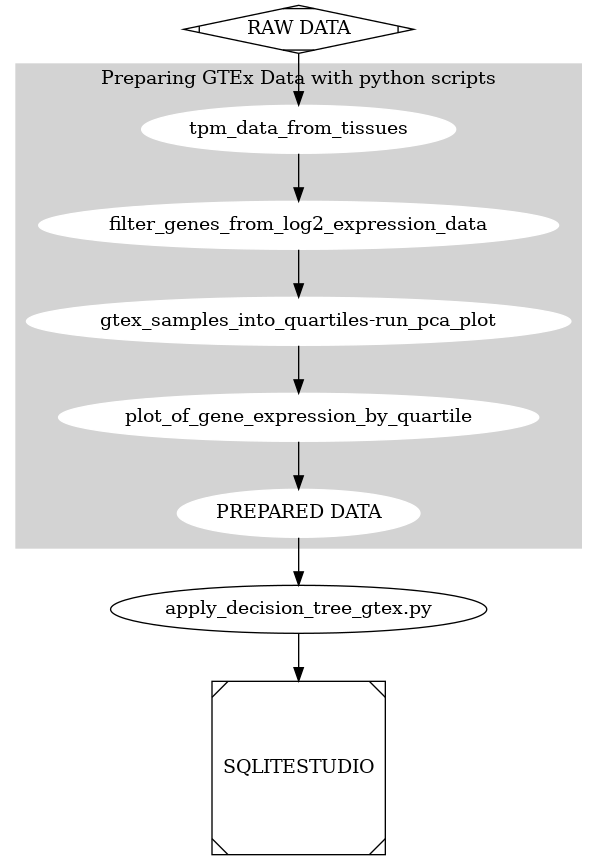 RAW DATA
Preparing GTEx Data with python scripts
tpm_data_from_tissues
filter_genes_from_log2_expression_data
gtex_samples_into_quartiles-run_pca_plot
plot_of_gene_expression_by_quartile
PREPARED DATA
apply_decision_tree_gtex.py
SQLITESTUDIO